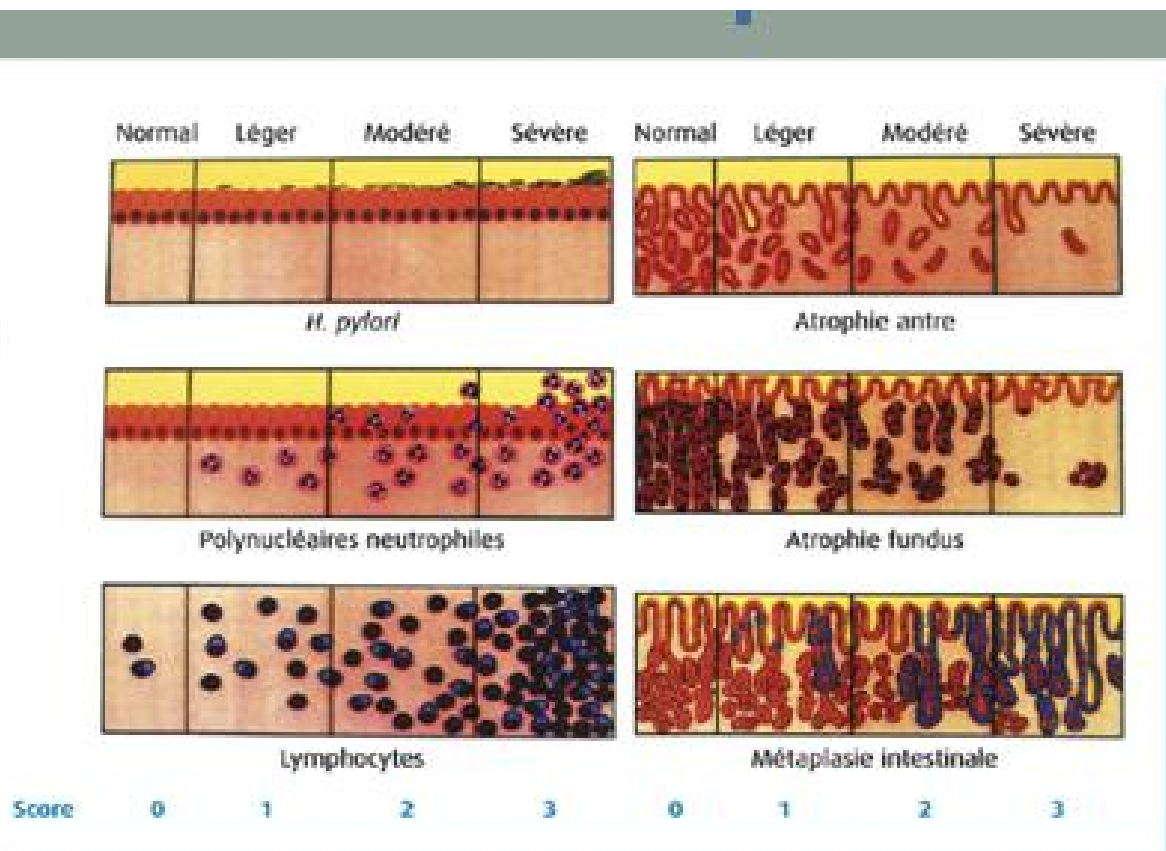 Normal Léger Modéré Sévère Normal Léger Modéré Sévère
H. pylori Atrophie antre
Polynucléaires neutrophiles Atrophie fundus
Lymphocytes Métaplasie intestinale
Score 0 1 2 3 0 1 2 3